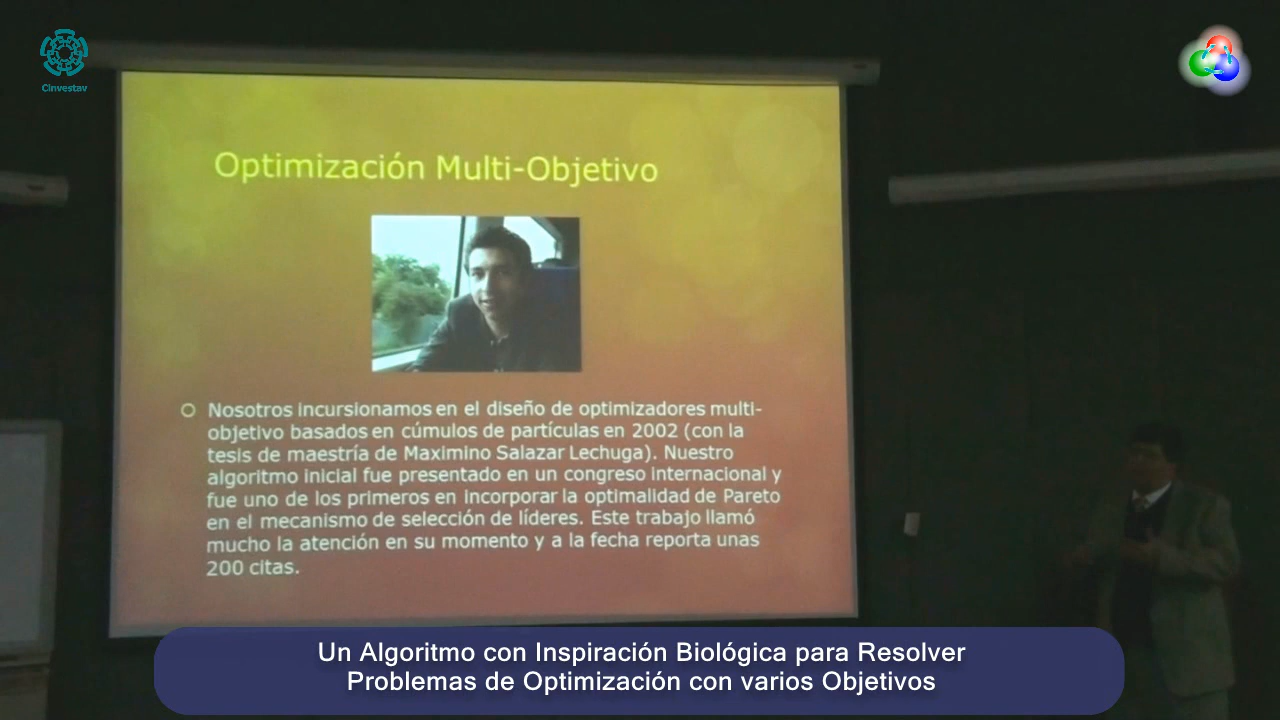 Cinvestav
Optimización Multi-Objetivo
Nosotros incursionamos en el diseño de optimizadores multi-
objetivo basados en cúmulos de partículas en 2002 (con la
tesis de maestría de Maximino Salazar Lechuga). Nuestro
algoritmo inicial fue presentado en un congreso internacional y
fue uno de los primeros en incorporar la optimalidad de Pareto
en el mecanismo de selección de líderes. Este trabajo llamó
mucho la atención en su momento y a la fecha reporta unas
200 citas.
Un Algoritmo con Inspiración Biológica para Resolver
Problemas de Optimización con varios Objetivos